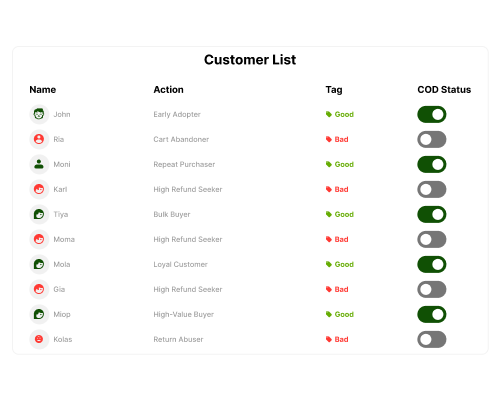 Customer List
Name Action Tag COD Status
John Early Adopter Good
Ria Cart Abandoner Bad
Moni Repeat Purchaser Good
Karl High Refund Seeker Bad
Tiya Bulk Buyer Good
Moma High Refund Seeker Bad
Mola Loyal Customer Good
Gia High Refund Seeker Bad
Miop High-Value Buyer Good
Kolas Return Abuser Bad